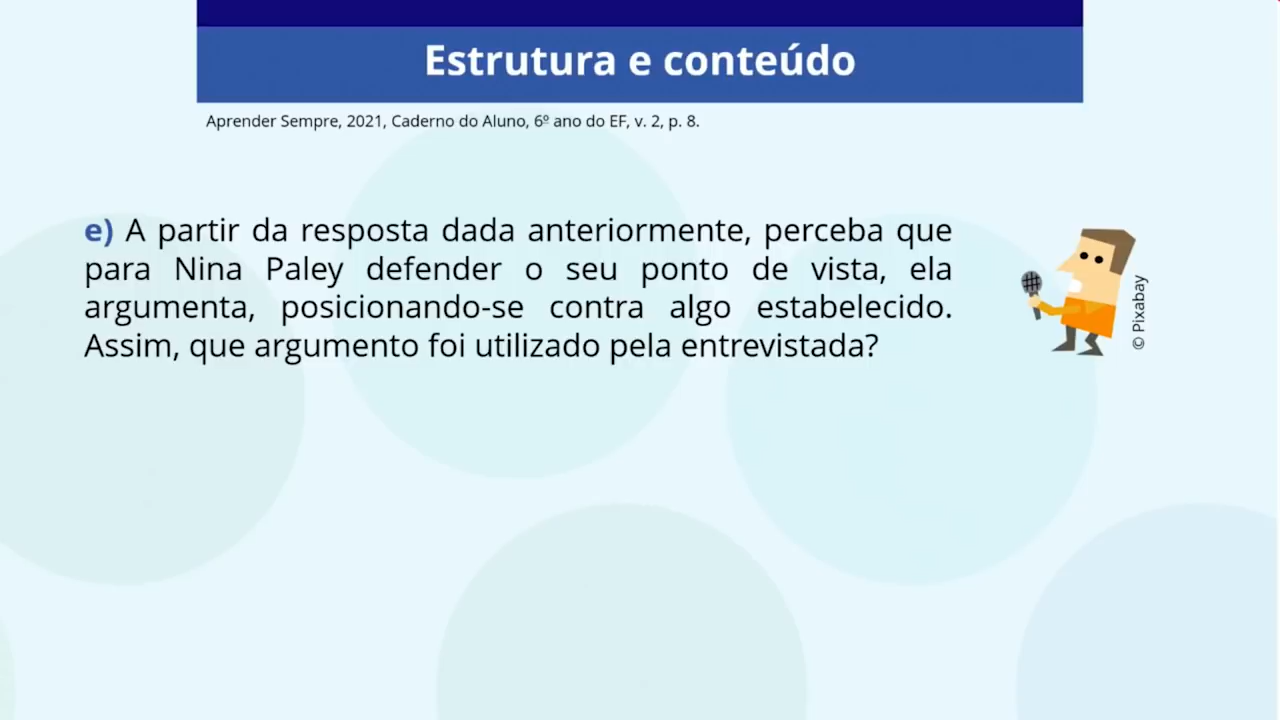 Estrutura e conteúdo
Aprender Sempre, 2021, Caderno do Aluno, 6º ano do EF, v. 2, p. 8.
e) A partir da resposta dada anteriormente, perceba que
para Nina Paley defender o seu ponto de vista, ela
argumenta, posicionando-se contra algo estabelecido.
Assim, que argumento foi utilizado pela entrevistada?
© Pixabay